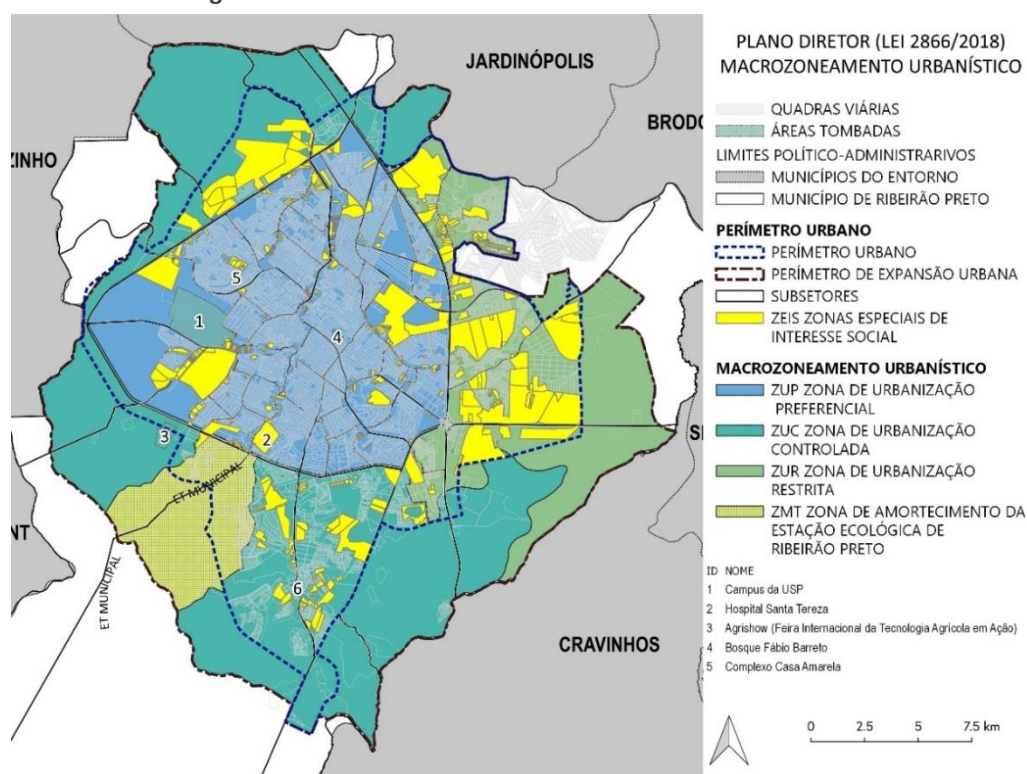 JARDINÓPOLIS
BRODO
ZINHO
NT
CRAVINHOS
ET MUNICIPAL
ET MUNICIPAL
1
2
3
4
5
6
PLANO DIRETOR (LEI 2866/2018)
MACROZONEAMENTO URBANÍSTICO
QUADRAS VIÁRIAS
ÁREAS TOMBADAS
LIMITES POLÍTICO-ADMINISTRARIVOS
MUNICÍPIOS DO ENTORNO
MUNICÍPIO DE RIBEIRÃO PRETO
PERÍMETRO URBANO
PERÍMETRO URBANO
PERÍMETRO DE EXPANSÃO URBANA
SUBSETORES
ZEIS ZONAS ESPECIAIS DE
INTERESSE SOCIAL
MACROZONEAMENTO URBANÍSTICO
ZUP ZONA DE URBANIZAÇÃO
PREFERENCIAL
ZUC ZONA DE URBANIZAÇÃO
CONTROLADA
ZUR ZONA DE URBANIZAÇÃO
RESTRITA
ZMT ZONA DE AMORTECIMENTO DA
ESTAÇÃO ECOLÓGICA DE
RIBEIRÃO PRETO
ID NOME
1 Campus da USP
2 Hospital Santa Tereza
3 Agrishow (Feira Internacional da Tecnologia Agrícola em Ação)
4 Bosque Fábio Barreto
5 Complexo Casa Amarela
0 2.5 5 7.5 km